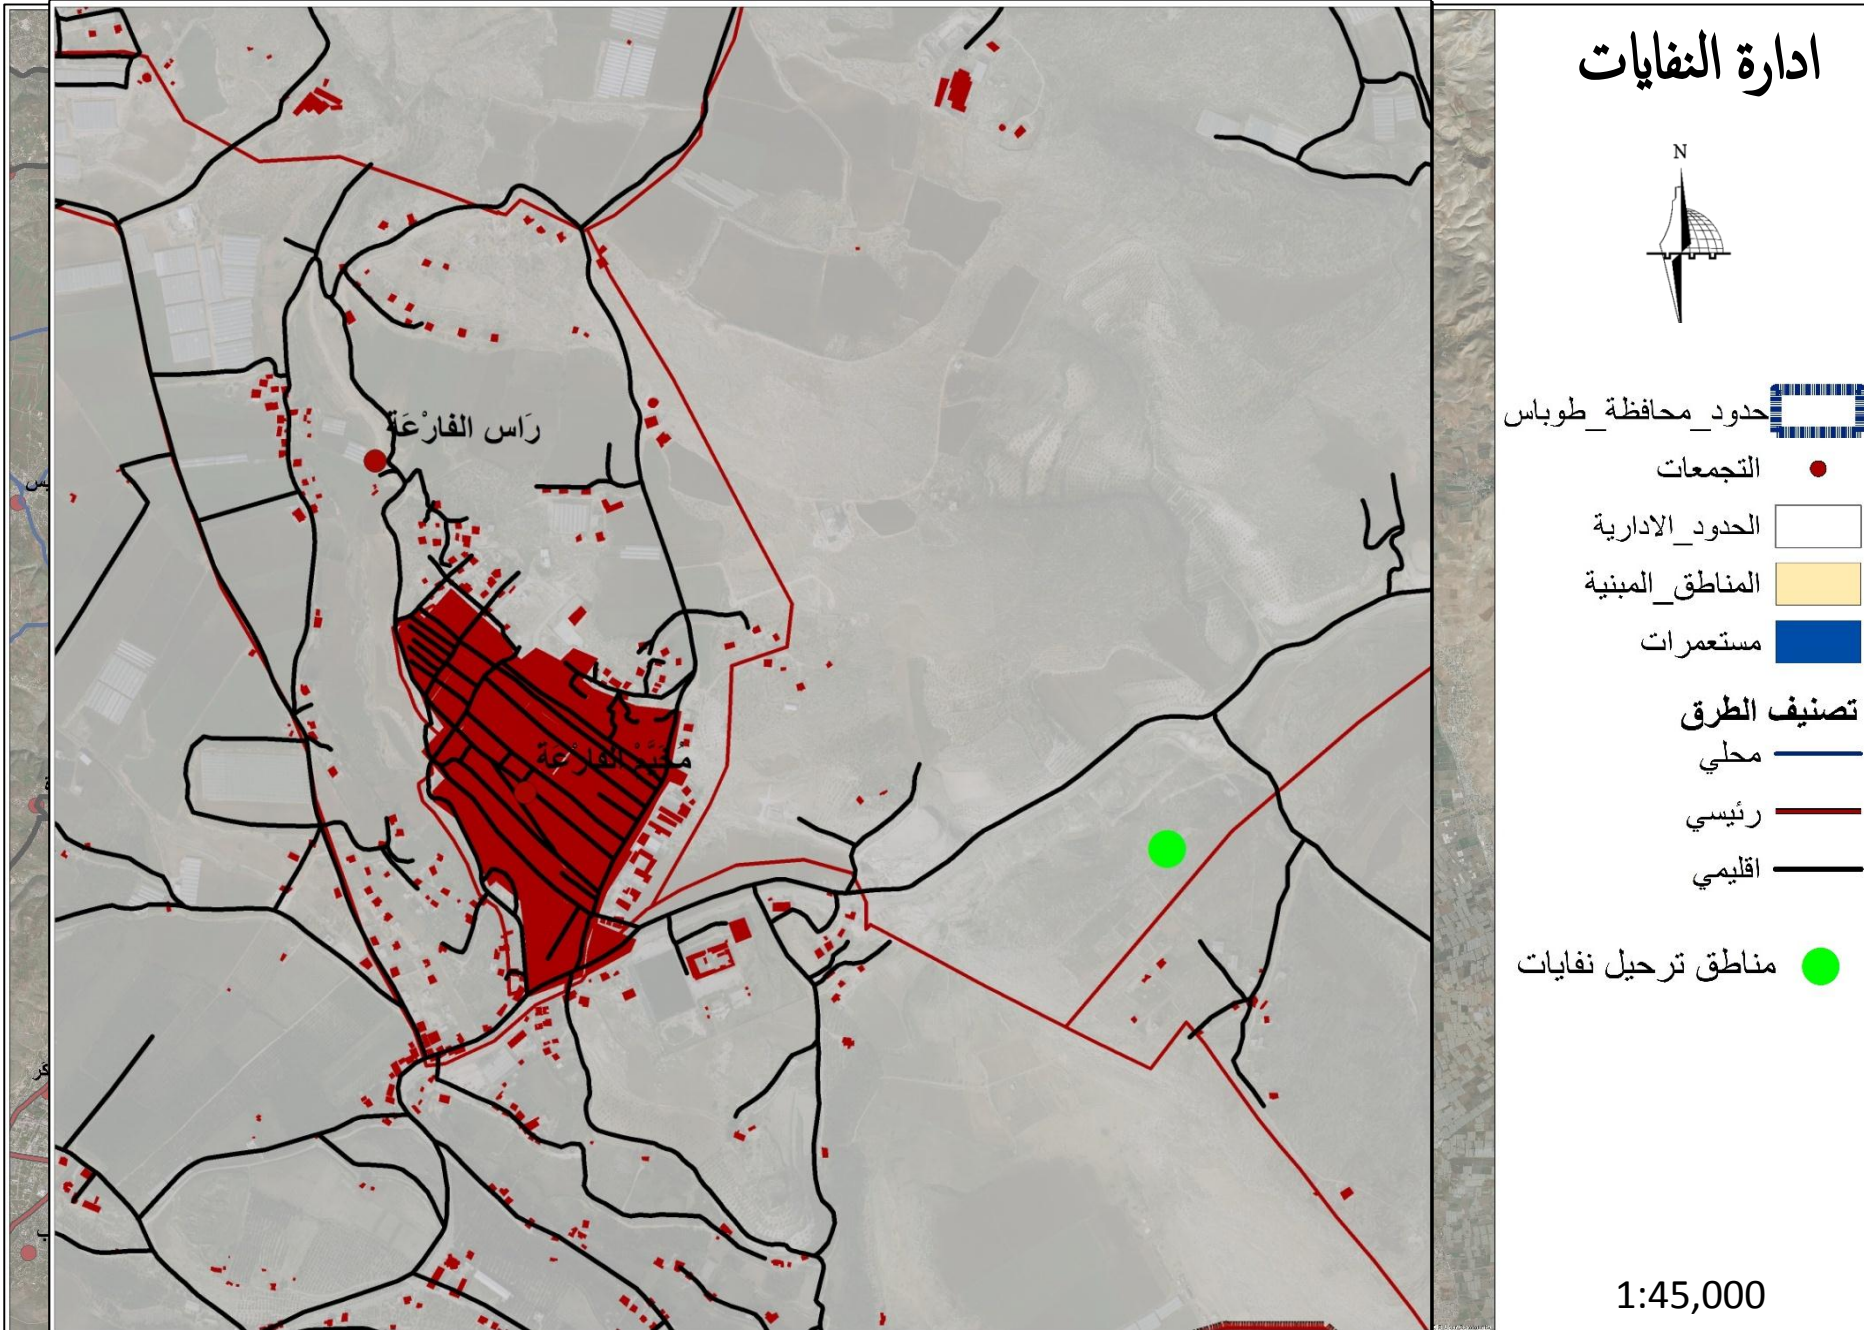 ادارة النفايات
N
حدود_محافظة_طوباس
التجمعات
الحدود_الادارية
المناطق_المبنية
مستعمرات
تصنيف الطرق
محلي
رئيسي
اقليمي
مناطق ترحيل نفايات
1:45,000
رَاس الفارْعَة
مُخَيَّمْ الفارْعَة